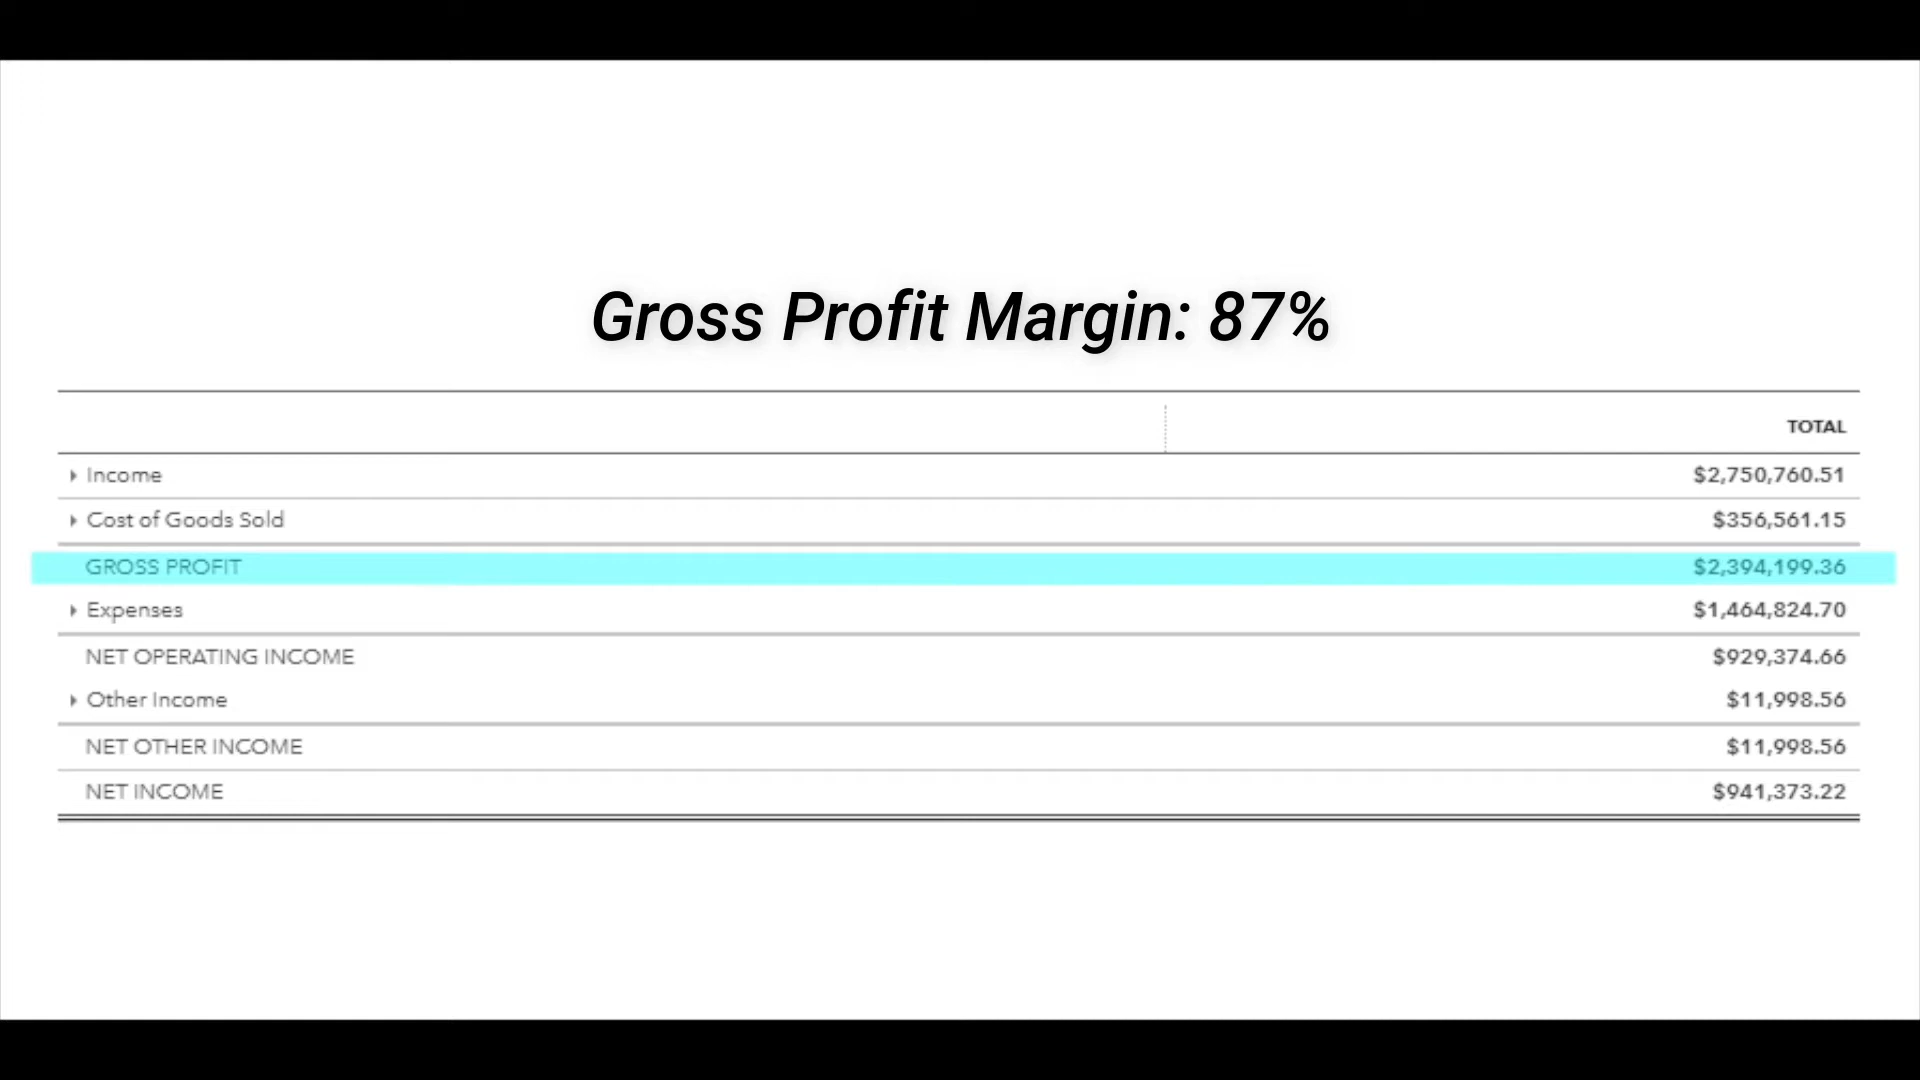 Gross Profit Margin: 87%
TOTAL
Income $2,750,760.51
Cost of Goods Sold $356,561.15
GROSS PROFIT $2,394,199.36
Expenses $1,464,824.70
NET OPERATING INCOME $929,374.66
Other Income $11,998.56
NET OTHER INCOME $11,998.56
NET INCOME $941,373.22